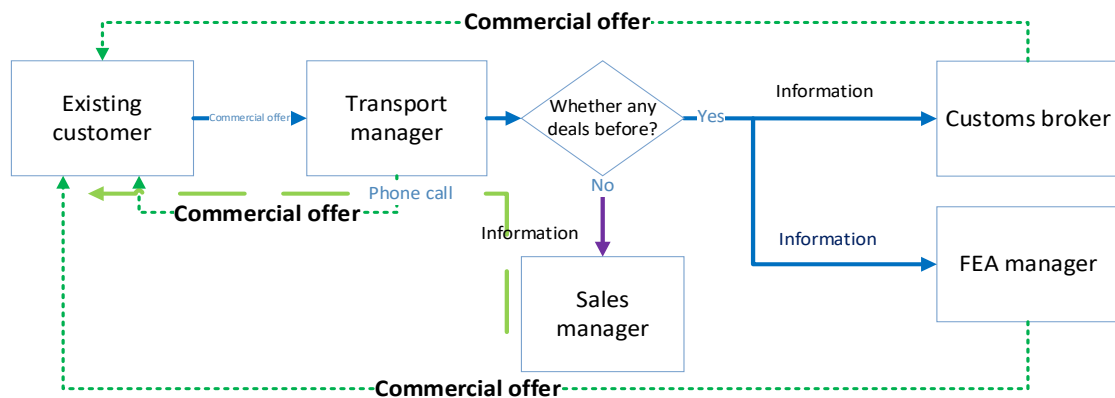 Commercial offer
Existing
customer
Commercial offer
Transport
manager
Whether any
deals before?
Yes
Information
Customs broker
No
Phone call
Commercial offer
Information
Information
FEA manager
Sales
manager
Commercial offer